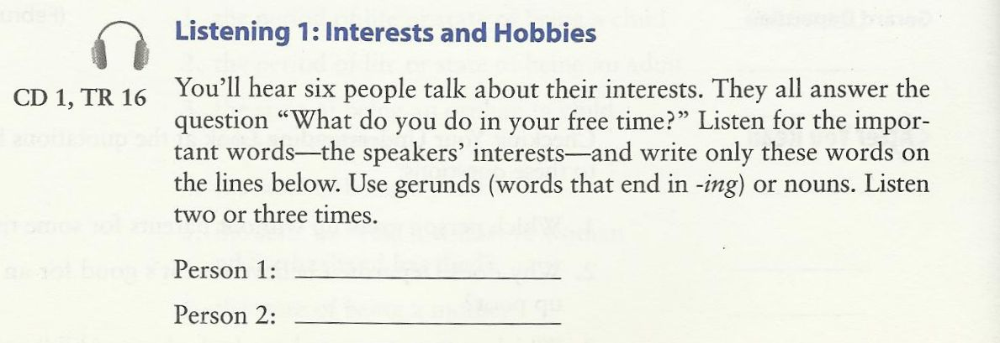 Listening 1: Interests and Hobbies
CD 1, TR 16
You'll hear six people talk about their interests. They all answer the
question “What do you do in your free time?” Listen for the impor-
tant words—the speakers' interests—and write only these words on
the lines below. Use gerunds (words that end in -ing) or nouns. Listen
two or three times.
Person 1:
Person 2: